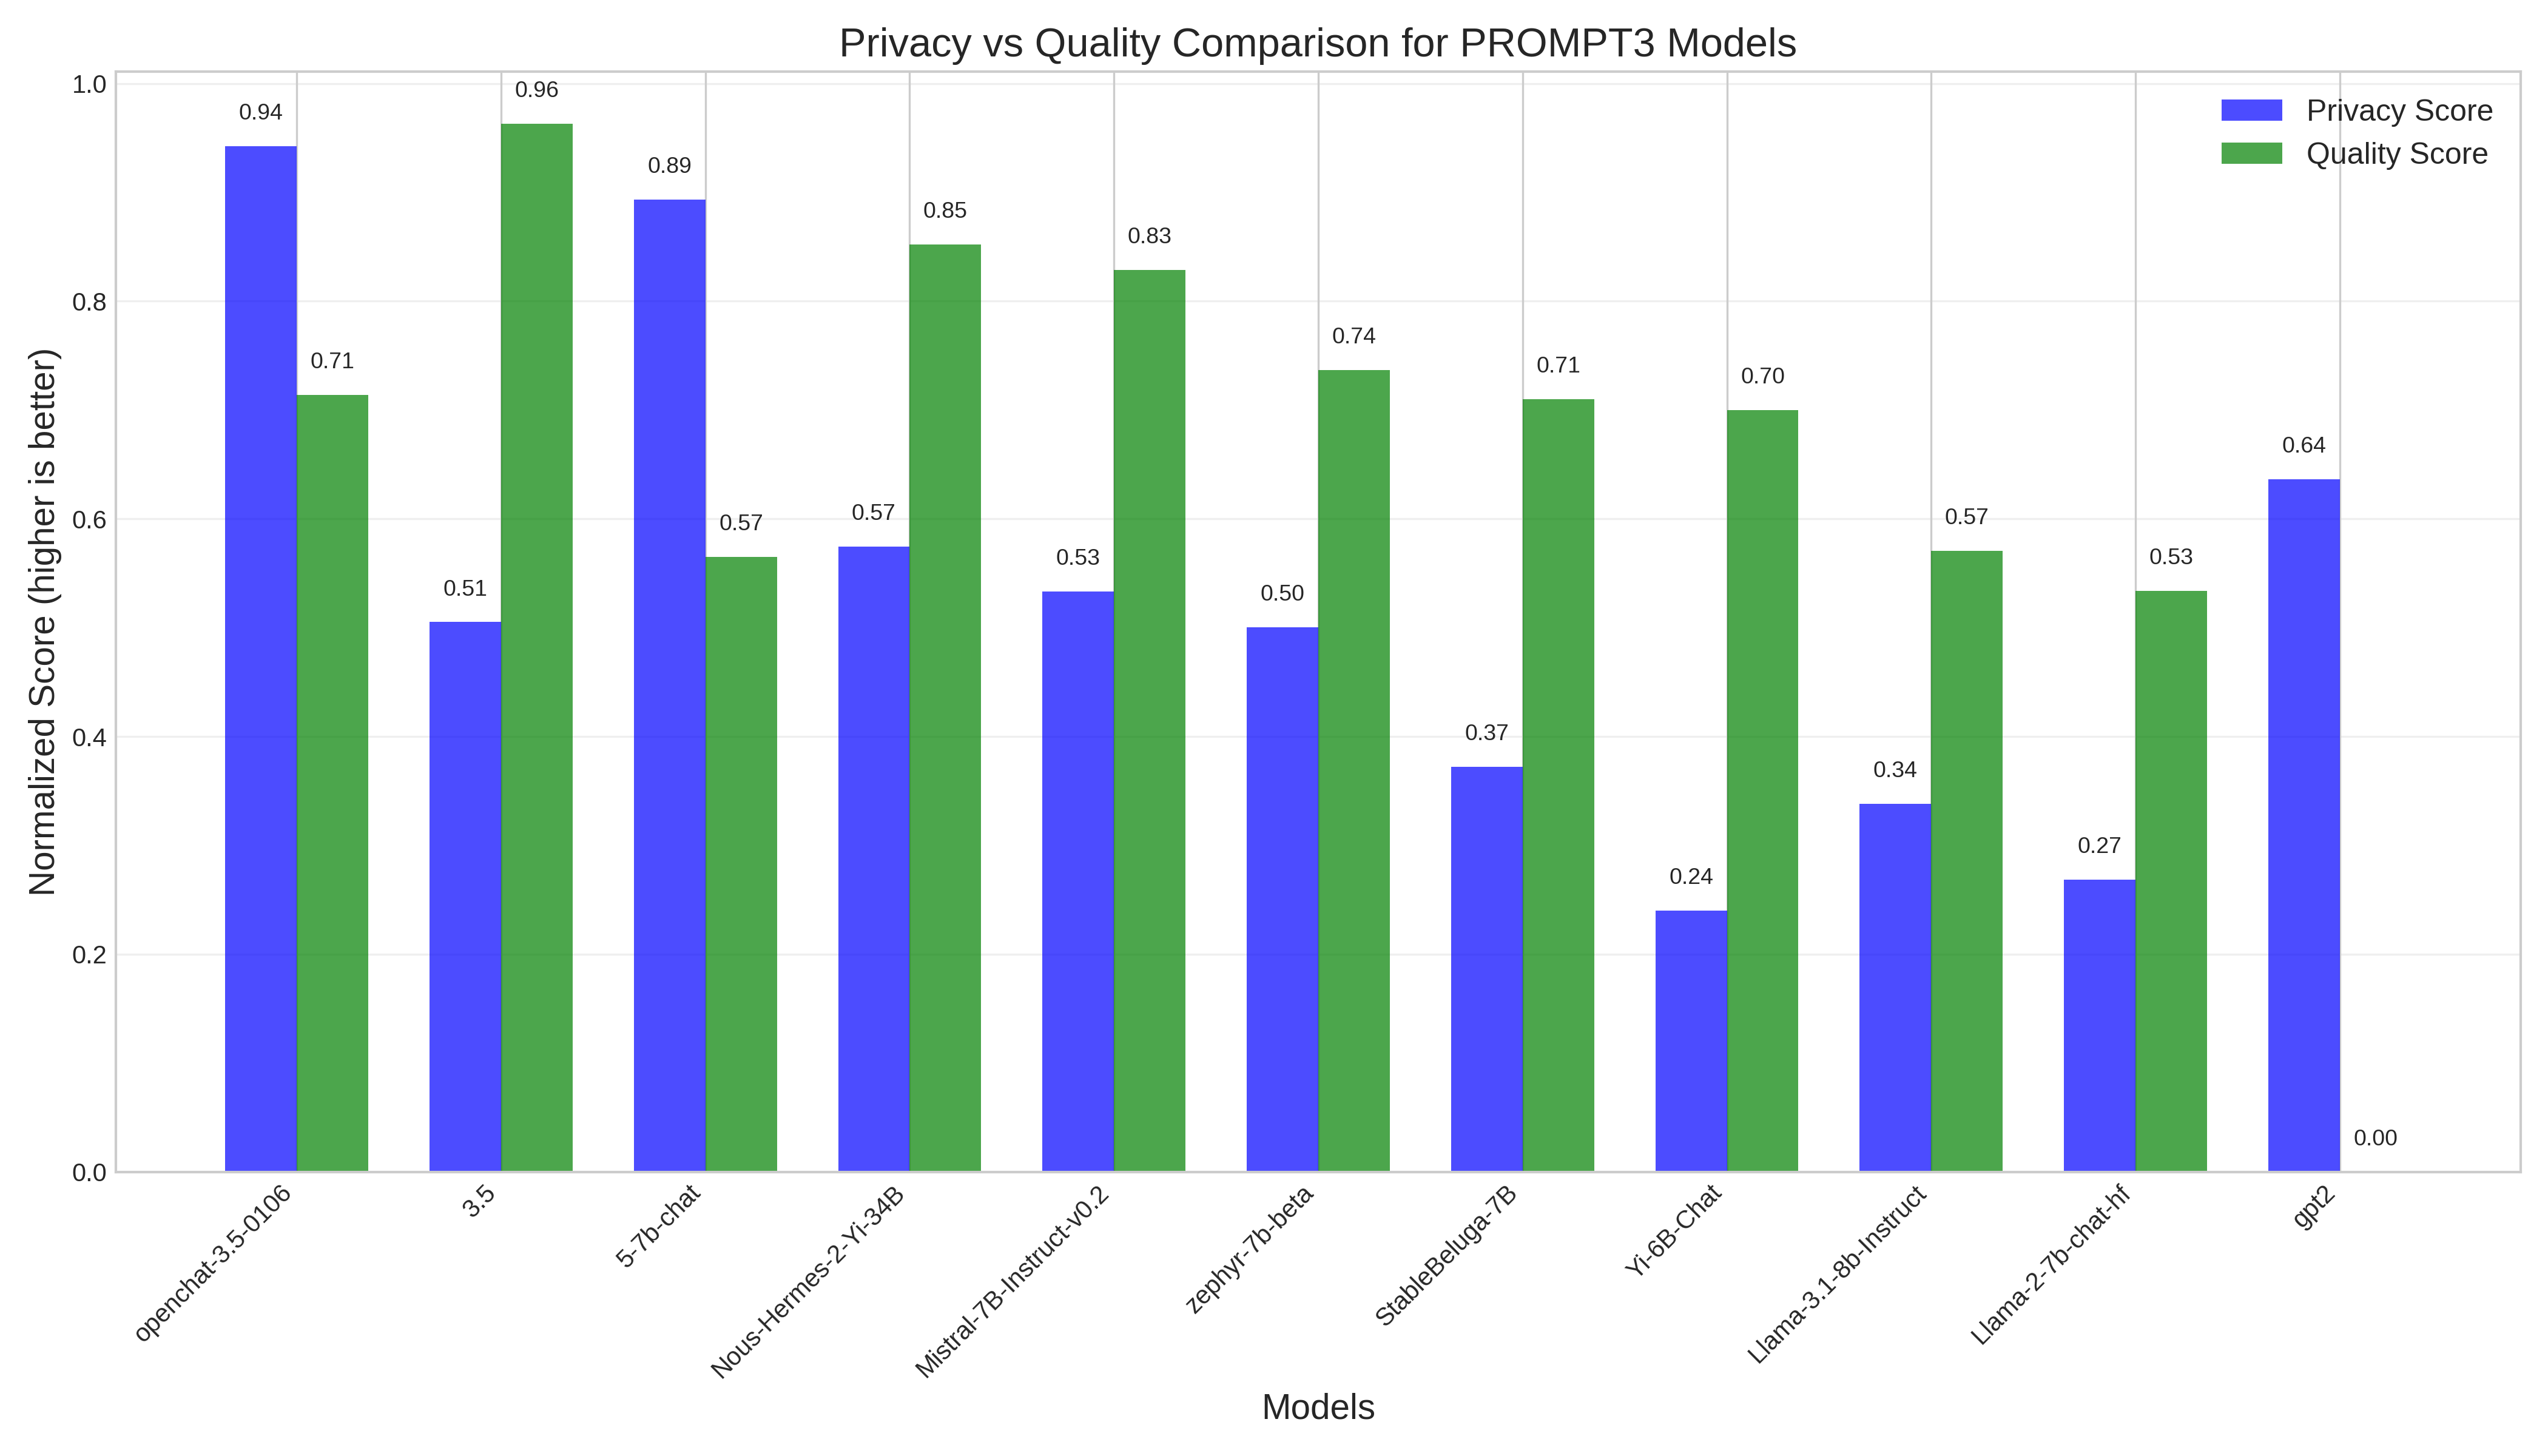 Privacy vs Quality Comparison for PROMPT3 Models
Privacy Score
Quality Score
Normalized Score (higher is better)
1.0
0.8
0.6
0.4
0.2
0.0
0.94
0.71
0.51
0.96
0.89
0.57
0.57
0.85
0.53
0.83
0.50
0.74
0.37
0.71
0.24
0.70
0.34
0.57
0.27
0.53
0.64
0.00
openchat-3.5-0106
3.5
5-7b-chat
Nous-Hermes-2-Yi-34B
Mistral-7B-Instruct-v0.2
zephyr-7b-beta
StableBeluga-7B
Yi-6B-Chat
Llama-3.1-8b-Instruct
Llama-2-7b-chat-hf
gpt2
Models